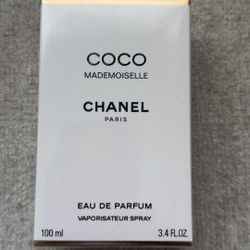 COCO
MADEMOISELLE
CHANEL
PARIS
EAU DE PARFUM
VAPORISATEUR SPRAY
100 ml 3.4 FL.OZ.